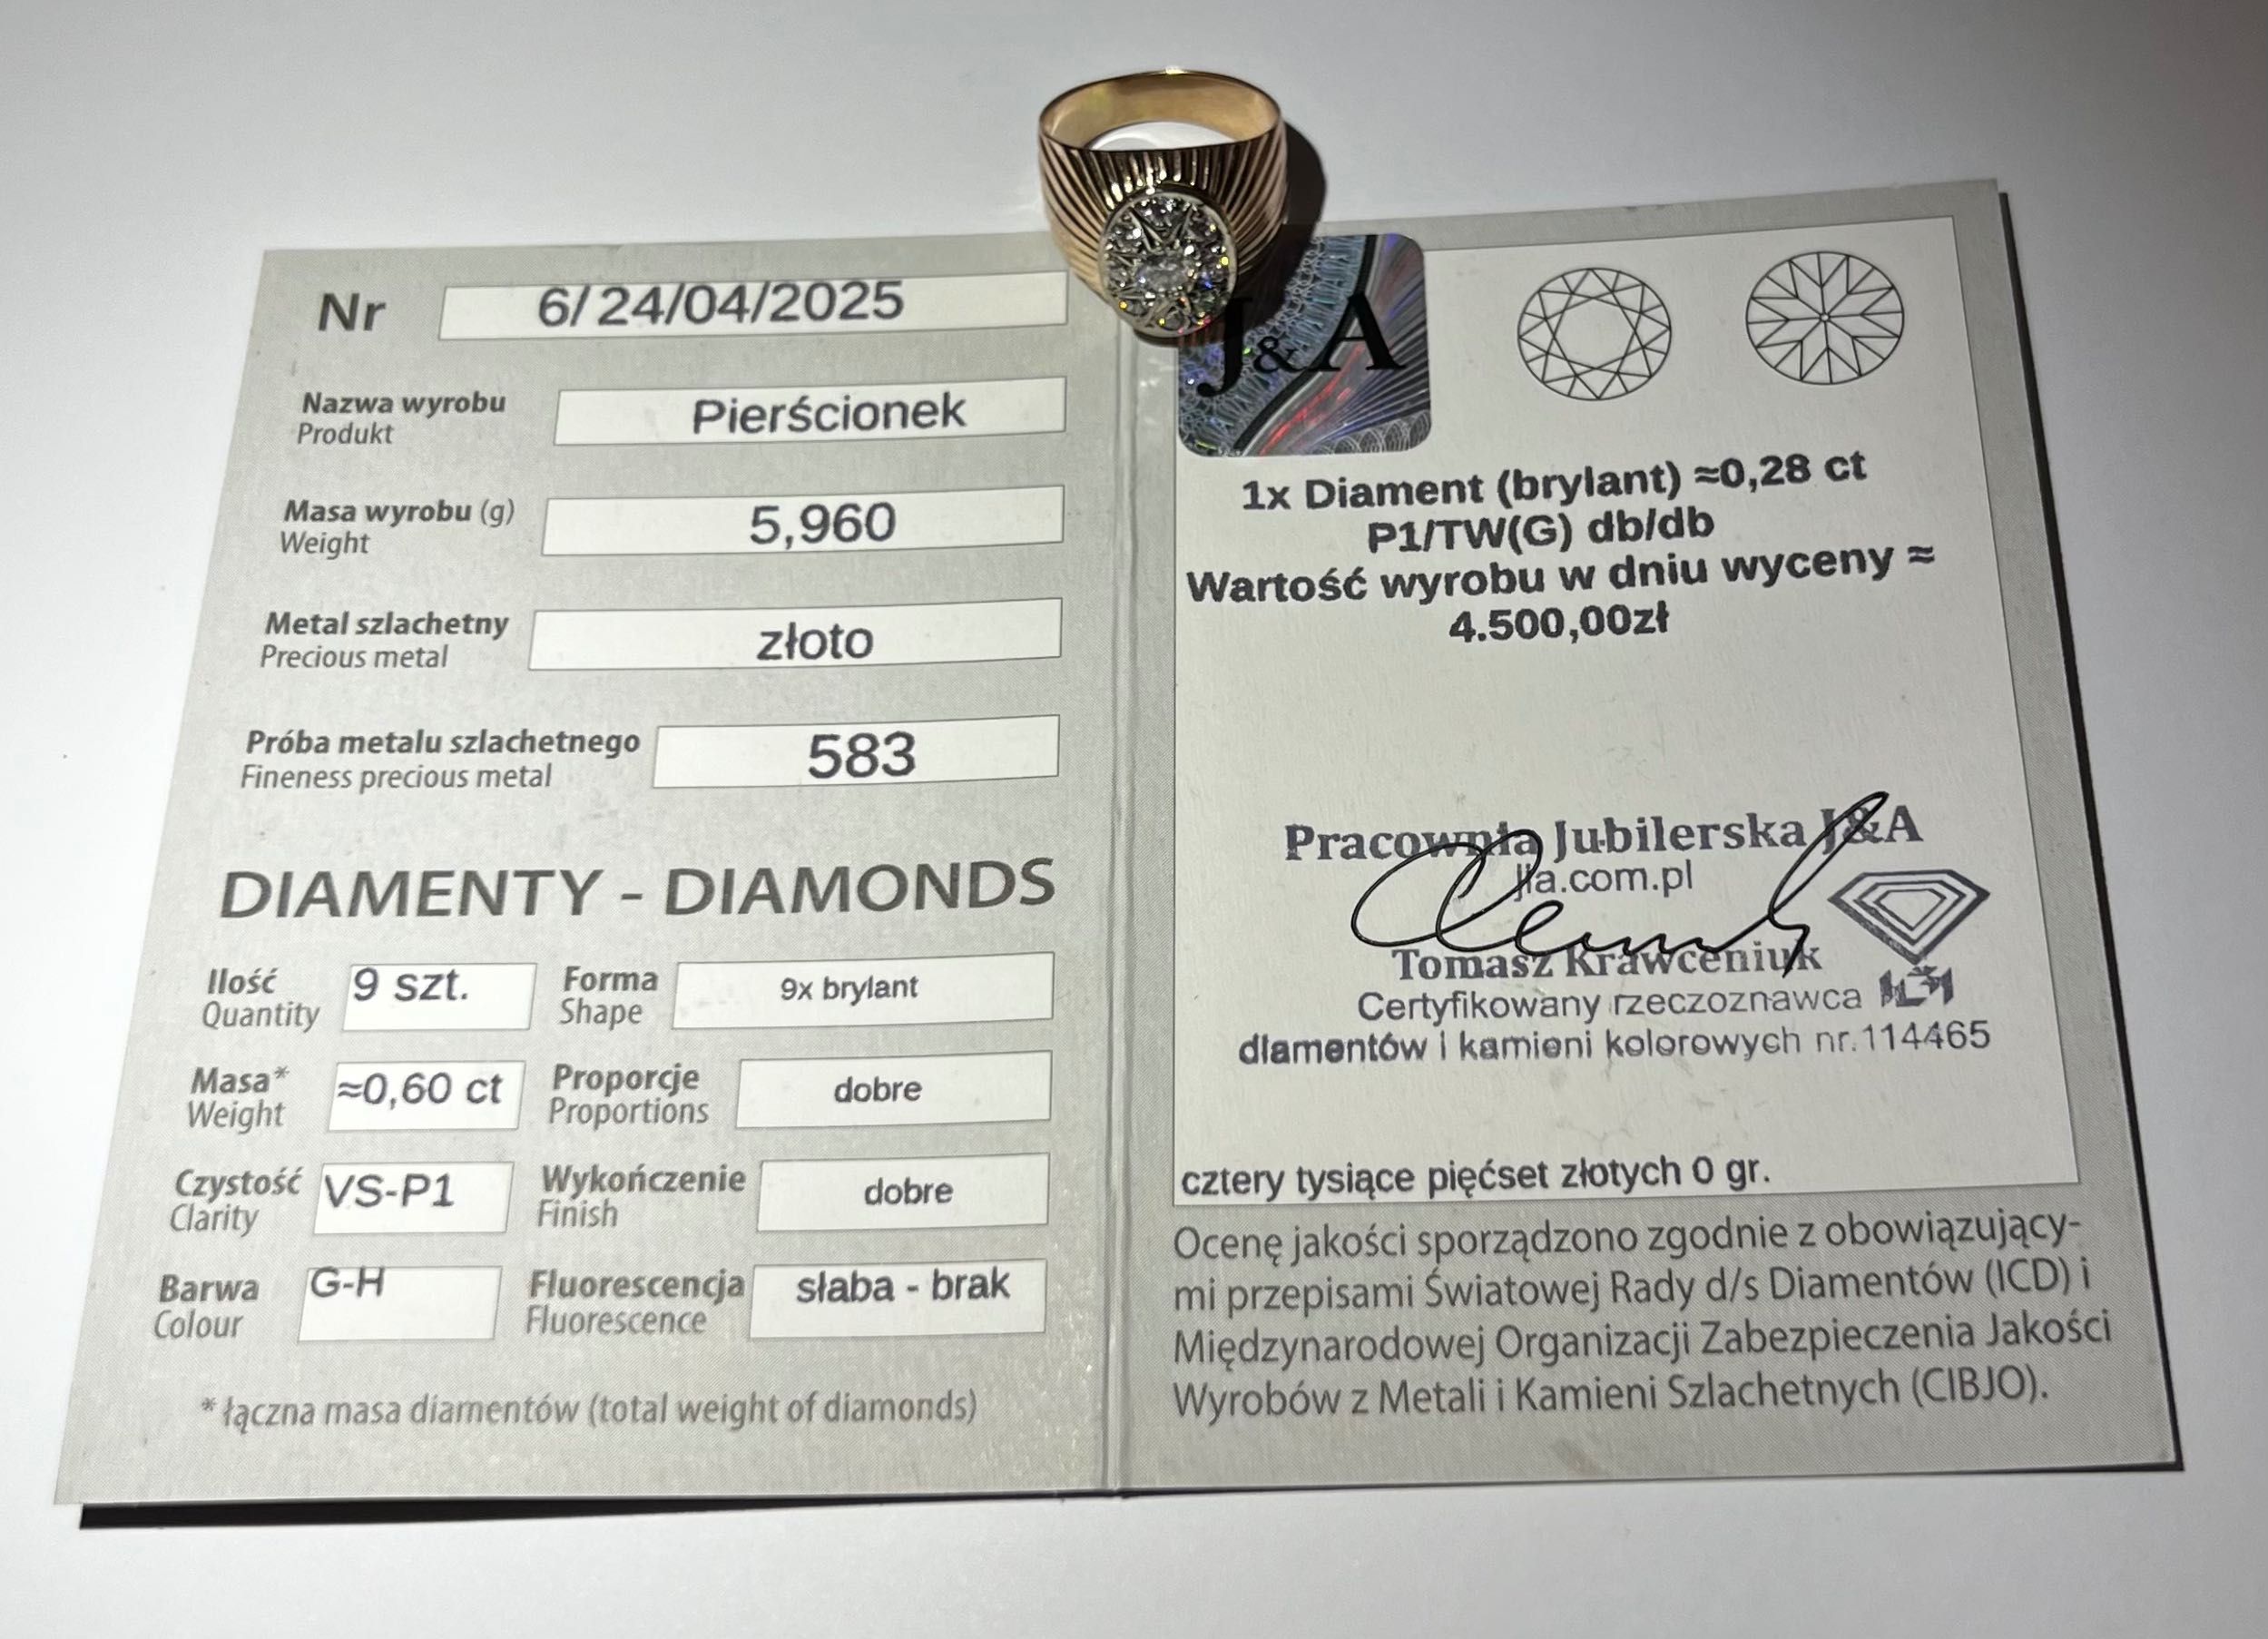 Nr 6/24/04/2025
Nazwa wyrobu Pierścionek
Produkt
Masa wyrobu (g) 5,960
Weight
Metal szlachetny złoto
Precious metal
Próba metalu szlachetnego 583
Fineness precious metal
DIAMENTY - DIAMONDS
Ilość 9 szt. Forma 9x brylant
Quantity Shape
Masa* ≈0,60 ct Proporcje dobre
Weight Proportions
Czystość VS-P1 Wykończenie dobre
Clarity Finish
Barwa G-H Fluorescencja słaba - brak
Colour Fluorescence
* łączna masa diamentów (total weight of diamonds)
J&A
1x Diament (brylant) ≈0,28 ct
P1/TW(G) db/db
Wartość wyrobu w dniu wyceny ≈
4.500,00zł
Pracownia Jubilerska J&A
jia.com.pl
Tomasz Krawceniuk
Certyfikowany rzeczoznawca
diamentów i kamieni kolorowych nr.114465
cztery tysiące pięćset złotych 0 gr.
Ocenę jakości sporządzono zgodnie z obowiązujący-
mi przepisami Światowej Rady d/s Diamentów (ICD) i
Międzynarodowej Organizacji Zabezpieczenia Jakości
Wyrobów z Metali i Kamieni Szlachetnych (CIBJO).